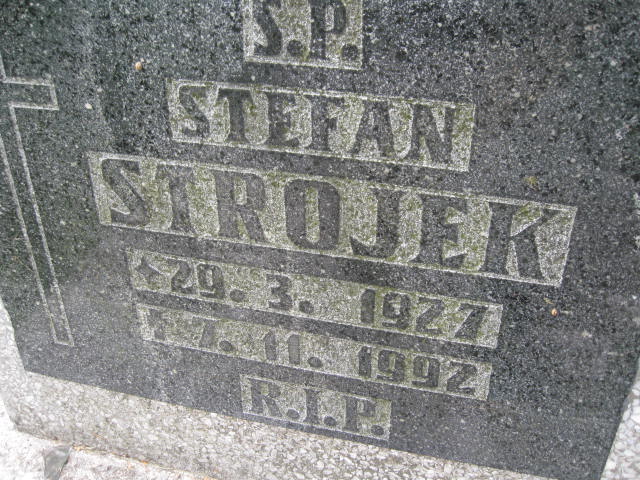 S.P.
STEFAN
STROJEK
*29. 3. 1927
† 7. 11. 1992
R.I.P.